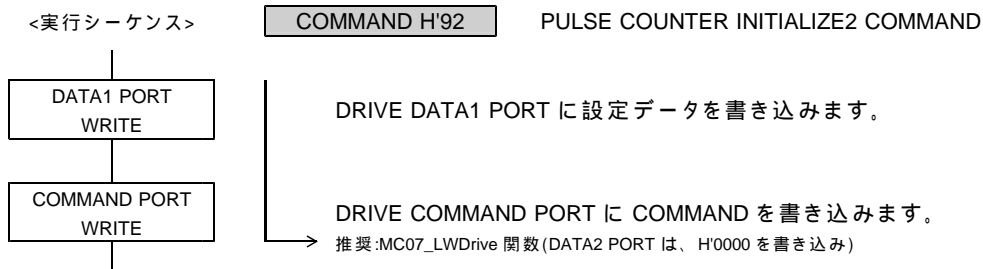 <実行シーケンス>
COMMAND H'92
PULSE COUNTER INITIALIZE2 COMMAND
DATA1 PORT
WRITE
DRIVE DATA1 PORT に設定データを書き込みます。
COMMAND PORT
WRITE
DRIVE COMMAND PORT に COMMAND を書き込みます。
推奨:MC07_LWDrive 関数(DATA2 PORT は、H'0000 を書き込み)